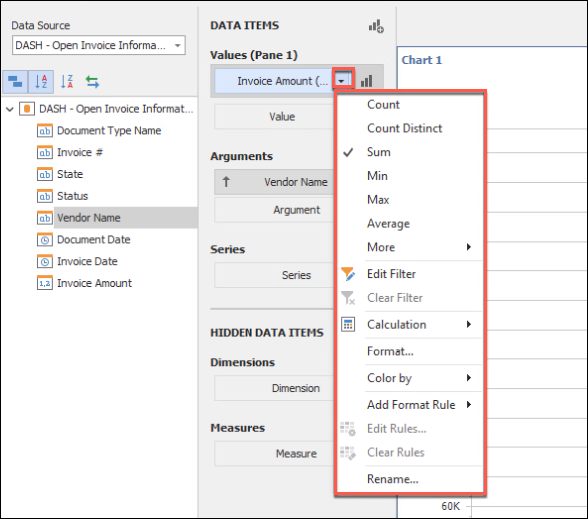 Data Source
DASH - Open Invoice Informa...
DASH - Open Invoice Informat...
Document Type Name
Invoice #
State
Status
Vendor Name
Document Date
Invoice Date
Invoice Amount
DATA ITEMS
Values (Pane 1)
Invoice Amount (...
Value
Arguments
Vendor Name
Argument
Series
Series
HIDDEN DATA ITEMS
Dimensions
Dimension
Measures
Measure
Count
Count Distinct
Sum
Min
Max
Average
More
Edit Filter
Clear Filter
Calculation
Format...
Color by
Add Format Rule
Edit Rules...
Clear Rules
Rename...
Chart 1
60K